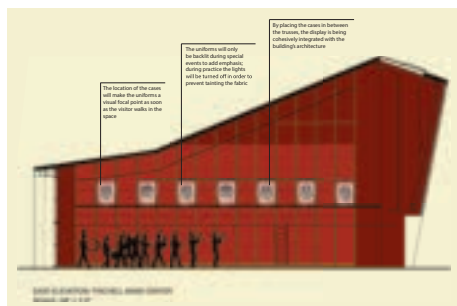 By placing the cases in between
the trusses, the display is being
cohesively integrated with the
building's architecture
The uniforms will only
be backlit during special
events to add emphasis;
during practice the lights
will be turned off in order to
prevent tainting the fabric
The location of the cases
will make the uniforms a
visual focal point as soon
as the visitor walks in the
space